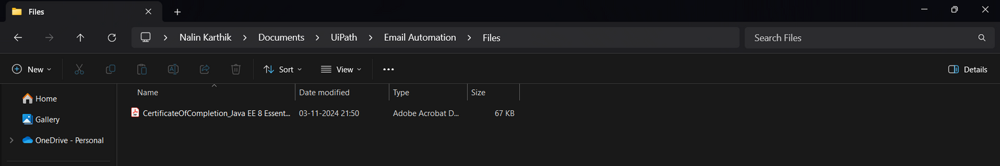 Files
Nalin Karthik > Documents > UiPath > Email Automation > Files
Search Files
New
Sort
View
Details
Name Date modified Type Size
Home
CertificateOfCompletion_Java EE 8 Essent... 03-11-2024 21:50 Adobe Acrobat D... 67 KB
Gallery
OneDrive - Personal